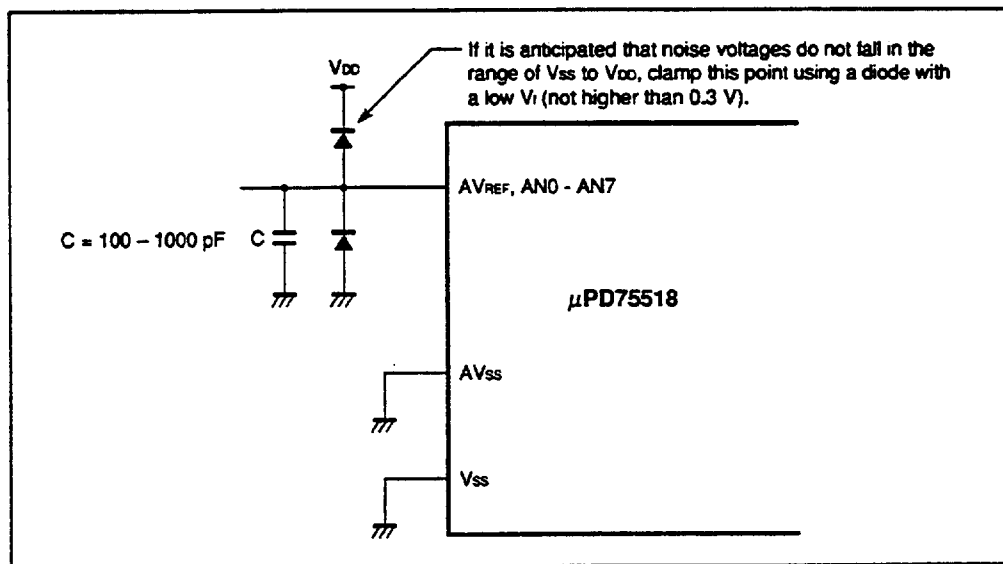 If it is anticipated that noise voltages do not fall in the
range of Vss to VDD, clamp this point using a diode with
a low Vf (not higher than 0.3 V).
VDD
AVREF, AN0 - AN7
C = 100 – 1000 pF
C
μPD75518
AVss
Vss